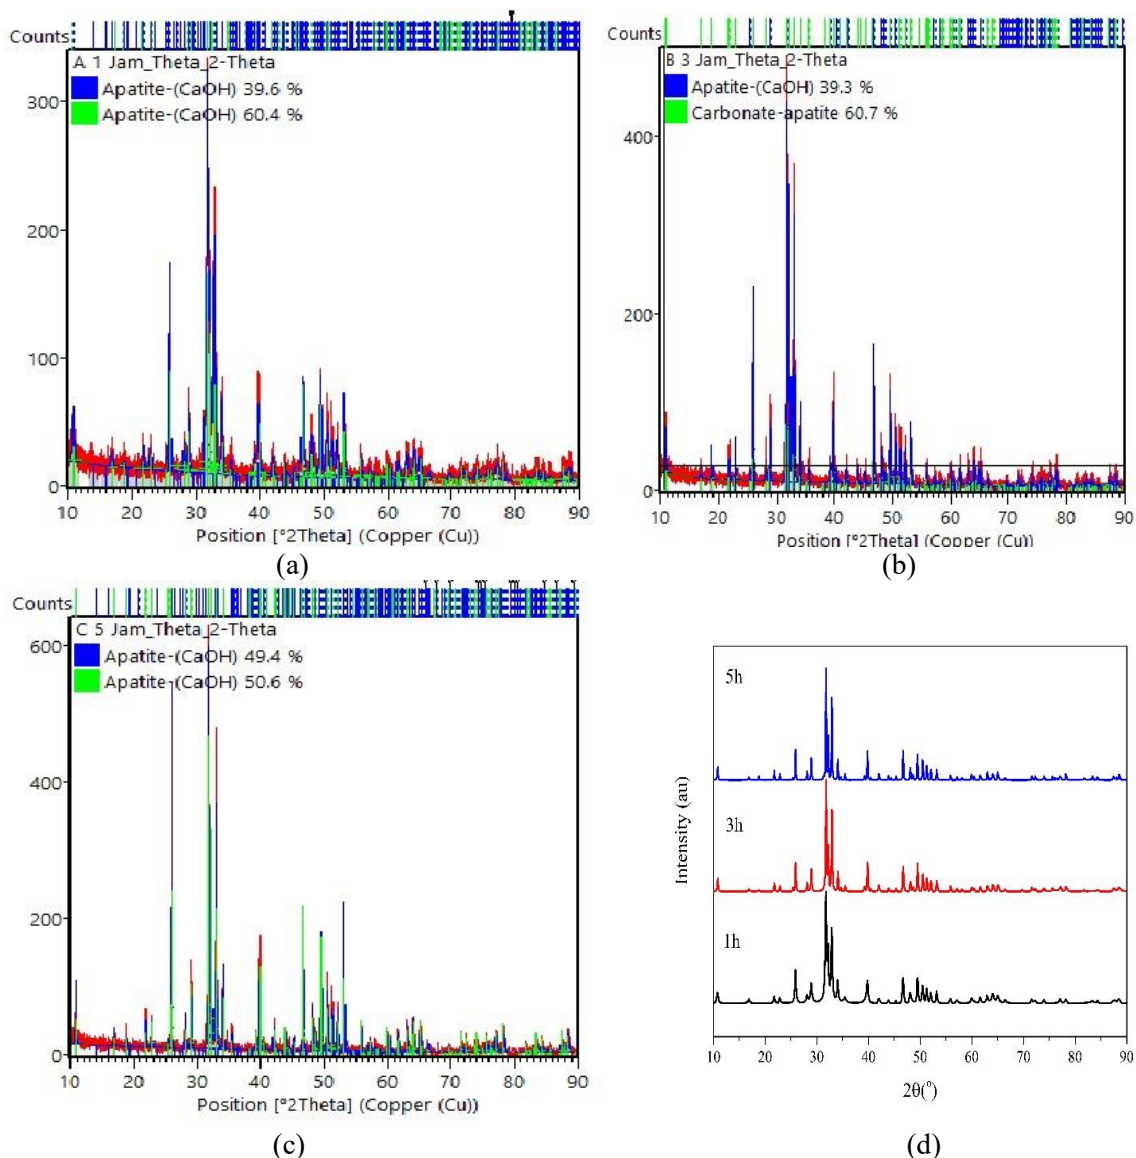 Counts
A 1 Jam_Theta_2-Theta
Apatite-(CaOH) 39.6 %
Apatite-(CaOH) 60.4 %
300
200
100
0
10 20 30 40 50 60 70 80 90
Position [°2Theta] (Copper (Cu))
(a)
Counts
B 3 Jam_Theta_2-Theta
Apatite-(CaOH) 39.3 %
Carbonate-apatite 60.7 %
400
200
0
10 20 30 40 50 60 70 80 90
Position [°2Theta] (Copper (Cu))
(b)
Counts
C 5 Jam_Theta_2-Theta
Apatite-(CaOH) 49.4 %
Apatite-(CaOH) 50.6 %
600
400
200
0
10 20 30 40 50 60 70 80 90
Position [°2Theta] (Copper (Cu))
(c)
5h
3h
1h
Intensity (au)
10 20 30 40 50 60 70 80 90
2θ(°)
(d)